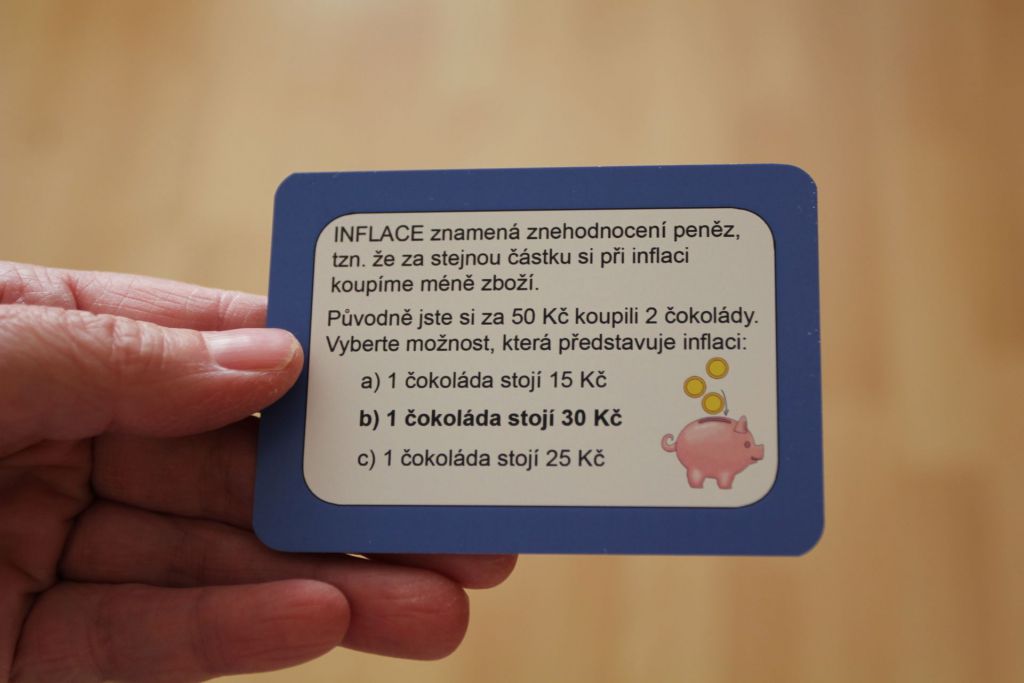 INFLACE znamená znehodnocení peněz,
tzn. že za stejnou částku si při inflaci
koupíme méně zboží.
Původně jste si za 50 Kč koupili 2 čokolády.
Vyberte možnost, která představuje inflaci:
a) 1 čokoláda stojí 15 Kč
b) 1 čokoláda stojí 30 Kč
c) 1 čokoláda stojí 25 Kč